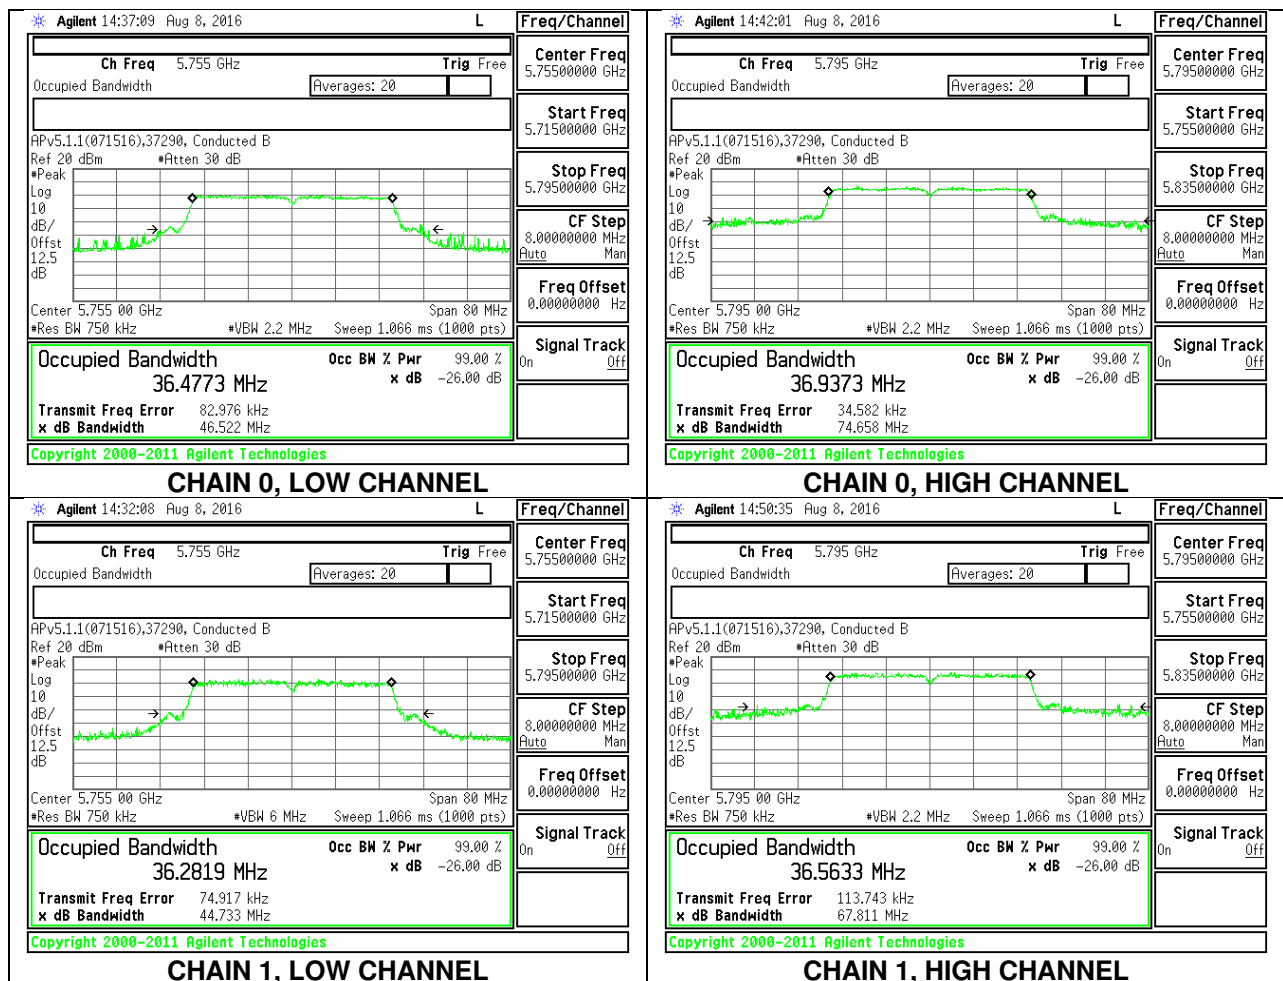 Agilent 14:37:09 Aug 8, 2016 L Freq/Channel
Ch Freq 5.755 GHz Trig Free
Occupied Bandwidth Averages: 20
Center Freq
5.75500000 GHz
Start Freq
5.71500000 GHz
APv5.1.1(071516),37290, Conducted B
Ref 20 dBm #Atten 30 dB
#Peak
Log
10
dB/
Offst
12.5
dB
Stop Freq
5.79500000 GHz
CF Step
8.00000000 MHz
Auto Man
Freq Offset
0.00000000 Hz
Center 5.755 00 GHz Span 80 MHz
#Res BW 750 kHz #VBW 2.2 MHz Sweep 1.066 ms (1000 pts)
Signal Track
On Off
Occupied Bandwidth Occ BW % Pwr 99.00 %
36.4773 MHz x dB -26.00 dB
Transmit Freq Error 82.976 kHz
x dB Bandwidth 46.522 MHz
Copyright 2000-2011 Agilent Technologies
CHAIN 0, LOW CHANNEL
Agilent 14:42:01 Aug 8, 2016 L Freq/Channel
Ch Freq 5.795 GHz Trig Free
Occupied Bandwidth Averages: 20
Center Freq
5.79500000 GHz
Start Freq
5.75500000 GHz
APv5.1.1(071516),37290, Conducted B
Ref 20 dBm #Atten 30 dB
#Peak
Log
10
dB/
Offst
12.5
dB
Stop Freq
5.83500000 GHz
CF Step
8.00000000 MHz
Auto Man
Freq Offset
0.00000000 Hz
Center 5.795 00 GHz Span 80 MHz
#Res BW 750 kHz #VBW 2.2 MHz Sweep 1.066 ms (1000 pts)
Signal Track
On Off
Occupied Bandwidth Occ BW % Pwr 99.00 %
36.9373 MHz x dB -26.00 dB
Transmit Freq Error 34.582 kHz
x dB Bandwidth 74.658 MHz
Copyright 2000-2011 Agilent Technologies
CHAIN 0, HIGH CHANNEL
Agilent 14:32:08 Aug 8, 2016 L Freq/Channel
Ch Freq 5.755 GHz Trig Free
Occupied Bandwidth Averages: 20
Center Freq
5.75500000 GHz
Start Freq
5.71500000 GHz
APv5.1.1(071516),37290, Conducted B
Ref 20 dBm #Atten 30 dB
#Peak
Log
10
dB/
Offst
12.5
dB
Stop Freq
5.79500000 GHz
CF Step
8.00000000 MHz
Auto Man
Freq Offset
0.00000000 Hz
Center 5.755 00 GHz Span 80 MHz
#Res BW 750 kHz #VBW 6 MHz Sweep 1.066 ms (1000 pts)
Signal Track
On Off
Occupied Bandwidth Occ BW % Pwr 99.00 %
36.2819 MHz x dB -26.00 dB
Transmit Freq Error 74.917 kHz
x dB Bandwidth 44.733 MHz
Copyright 2000-2011 Agilent Technologies
CHAIN 1, LOW CHANNEL
Agilent 14:50:35 Aug 8, 2016 L Freq/Channel
Ch Freq 5.795 GHz Trig Free
Occupied Bandwidth Averages: 20
Center Freq
5.79500000 GHz
Start Freq
5.75500000 GHz
APv5.1.1(071516),37290, Conducted B
Ref 20 dBm #Atten 30 dB
#Peak
Log
10
dB/
Offst
12.5
dB
Stop Freq
5.83500000 GHz
CF Step
8.00000000 MHz
Auto Man
Freq Offset
0.00000000 Hz
Center 5.795 00 GHz Span 80 MHz
#Res BW 750 kHz #VBW 2.2 MHz Sweep 1.066 ms (1000 pts)
Signal Track
On Off
Occupied Bandwidth Occ BW % Pwr 99.00 %
36.5633 MHz x dB -26.00 dB
Transmit Freq Error 113.743 kHz
x dB Bandwidth 67.811 MHz
Copyright 2000-2011 Agilent Technologies
CHAIN 1, HIGH CHANNEL